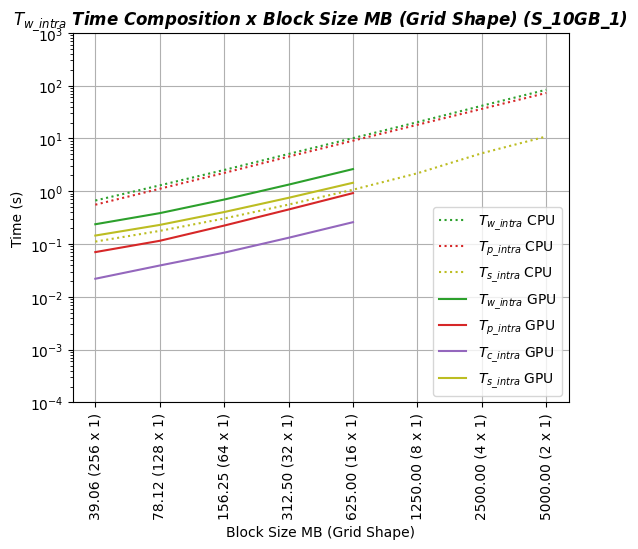 T_w_intra Time Composition x Block Size MB (Grid Shape) (S_10GB_1)
10^3
10^2
10^1
10^0
10^−1
10^−2
10^−3
10^−4
Time (s)
T_w_intra CPU
T_p_intra CPU
T_s_intra CPU
T_w_intra GPU
T_p_intra GPU
T_c_intra GPU
T_s_intra GPU
39.06 (256 x 1)
78.12 (128 x 1)
156.25 (64 x 1)
312.50 (32 x 1)
625.00 (16 x 1)
1250.00 (8 x 1)
2500.00 (4 x 1)
5000.00 (2 x 1)
Block Size MB (Grid Shape)